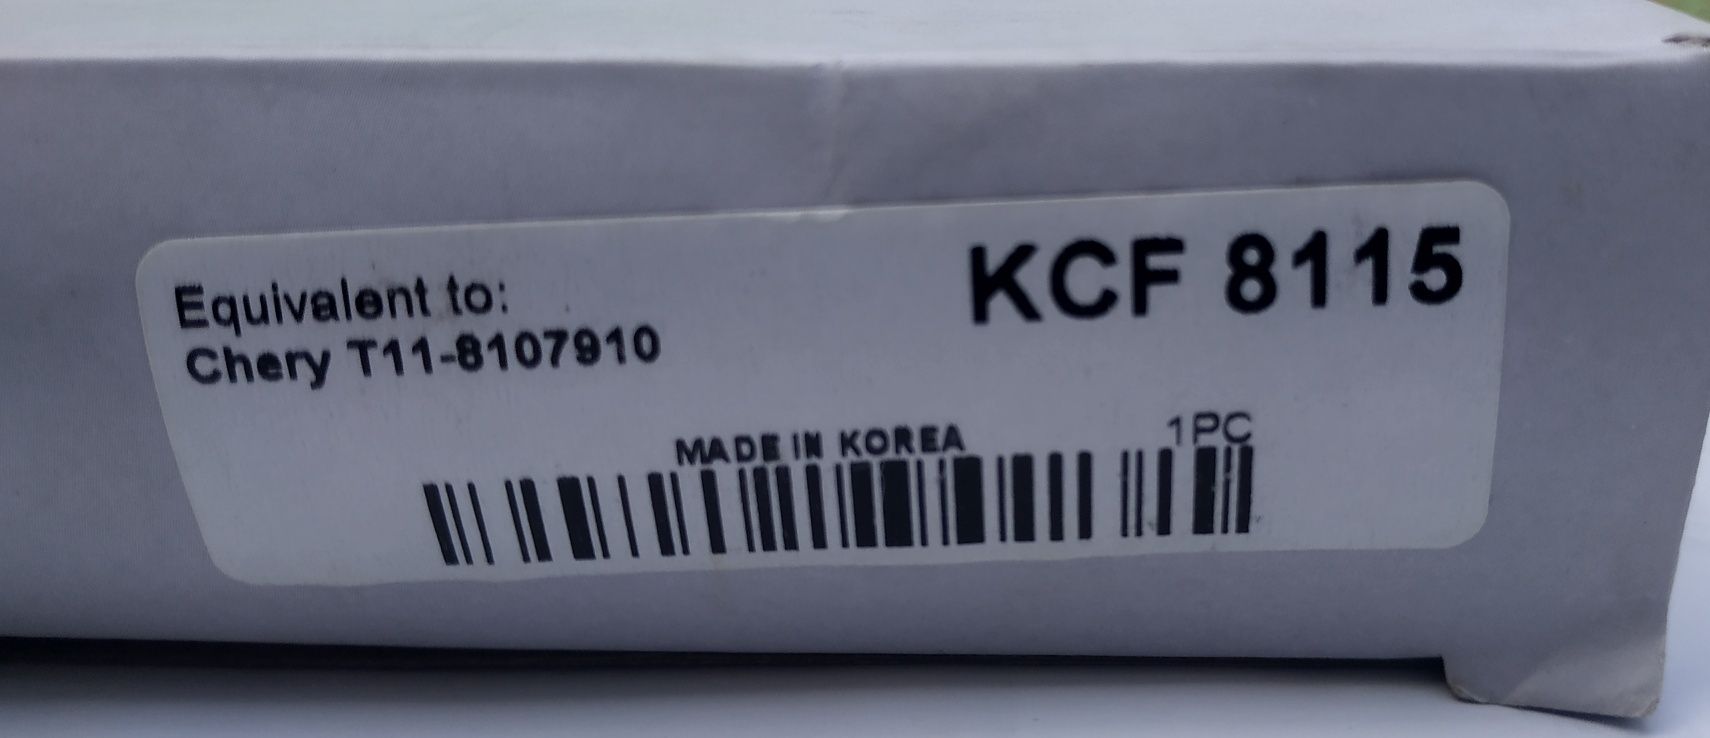 Equivalent to:
Chery T11-8107910
KCF 8115
MADE IN KOREA
1PC